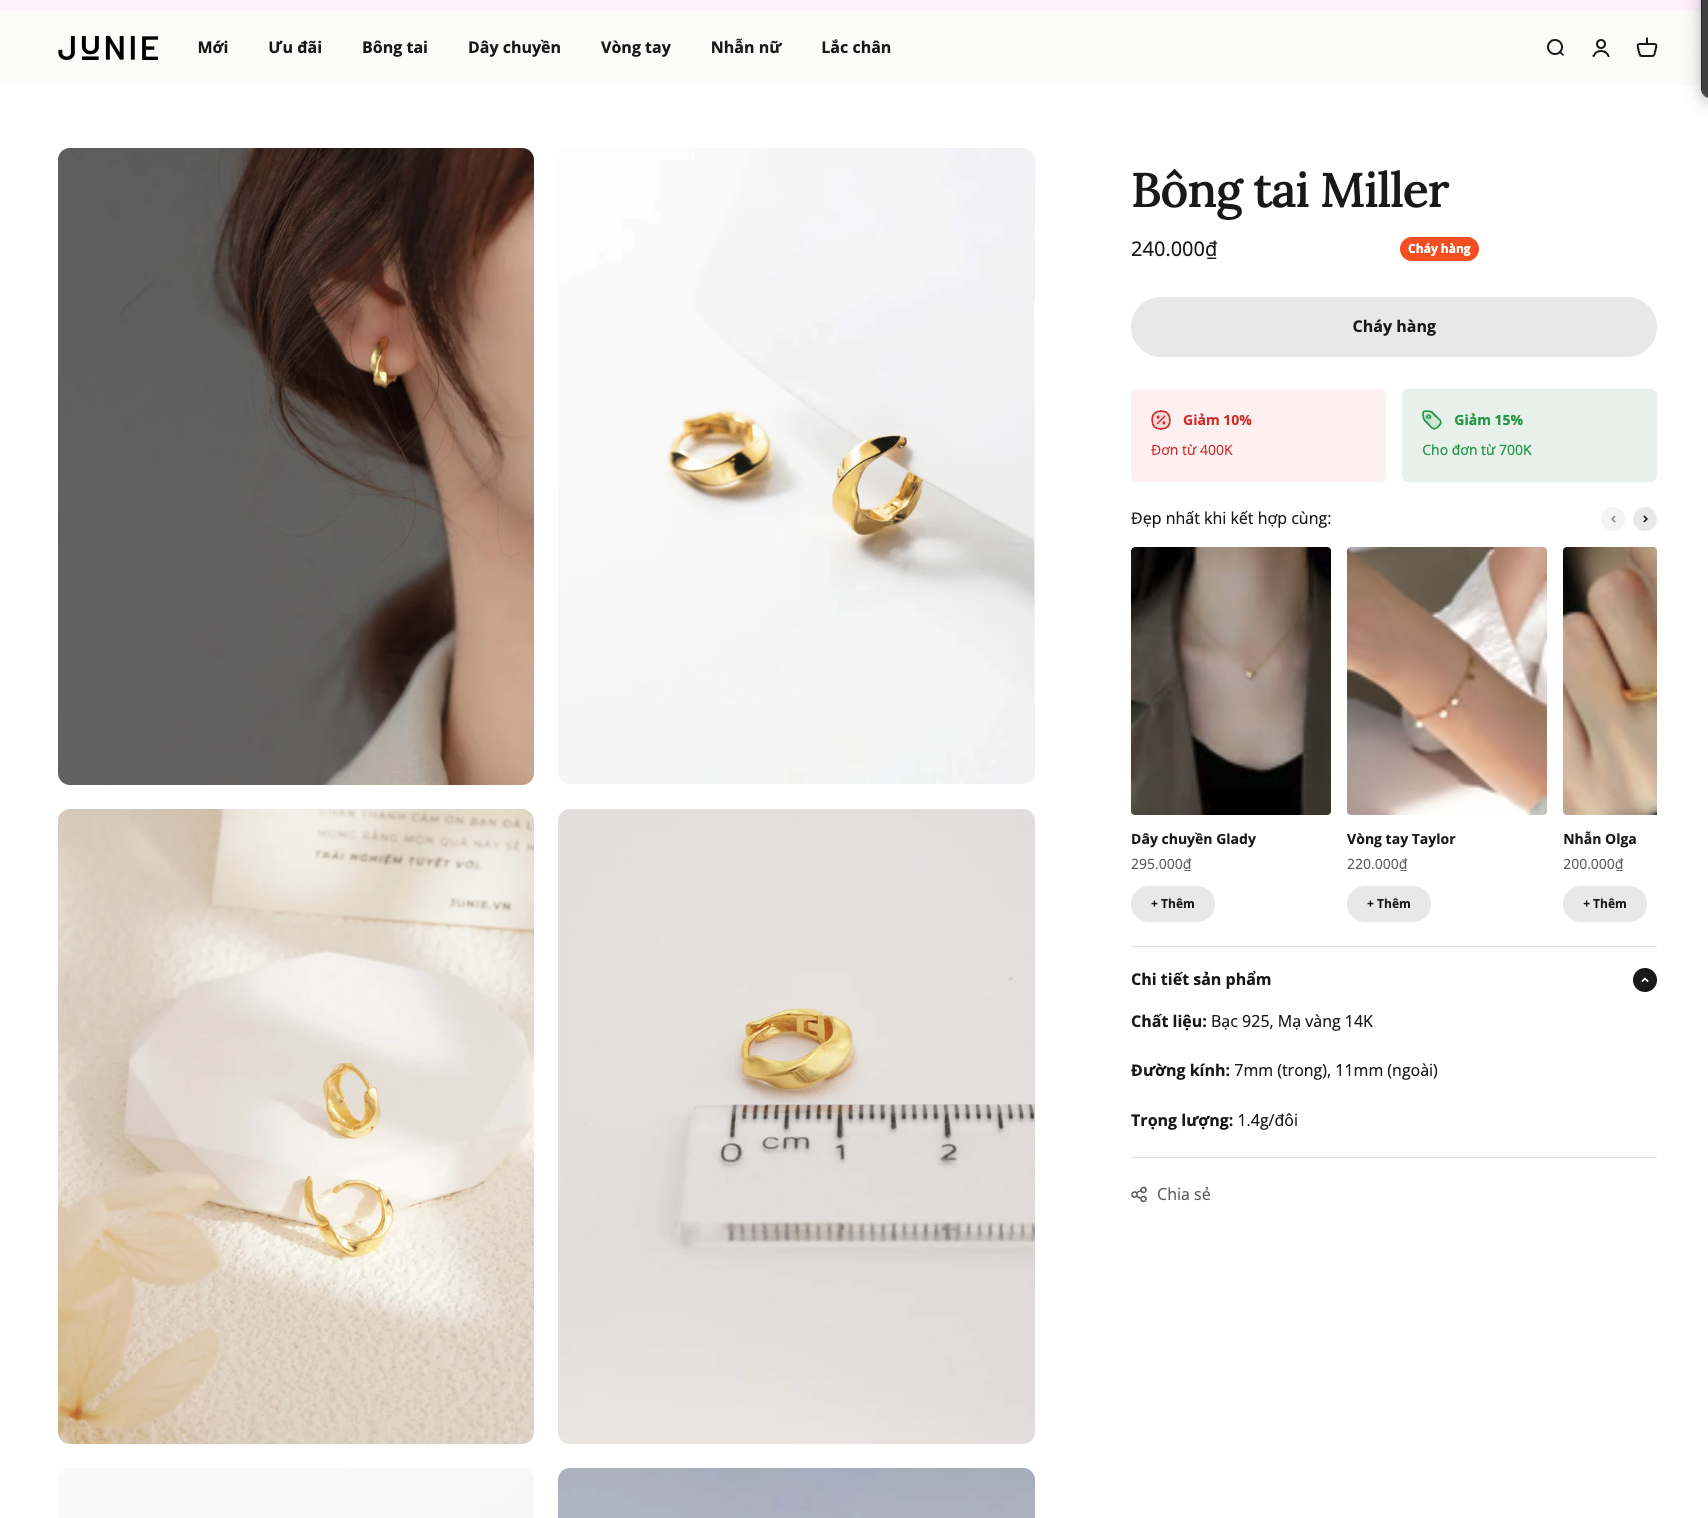 JUNIE
Mới
Ưu đãi
Bông tai
Dây chuyền
Vòng tay
Nhẫn nữ
Lắc chân
Bông tai Miller
240.000₫
Cháy hàng
Cháy hàng
Giảm 10%
Đơn từ 400K
Giảm 15%
Cho đơn từ 700K
Đẹp nhất khi kết hợp cùng:
Dây chuyền Glady
295.000₫
+ Thêm
Vòng tay Taylor
220.000₫
+ Thêm
Nhẫn Olga
200.000₫
+ Thêm
Chi tiết sản phẩm
Chất liệu: Bạc 925, Mạ vàng 14K
Đường kính: 7mm (trong), 11mm (ngoài)
Trọng lượng: 1.4g/đôi
Chia sẻ
THÀNH CẢM ƠN BẠN ĐÃ
MONG RẰNG MÓN QUÀ NÀY SẼ
TRẢI NGHIỆM TUYỆT VỜI.
JUNIE.VN
0 cm 1 2